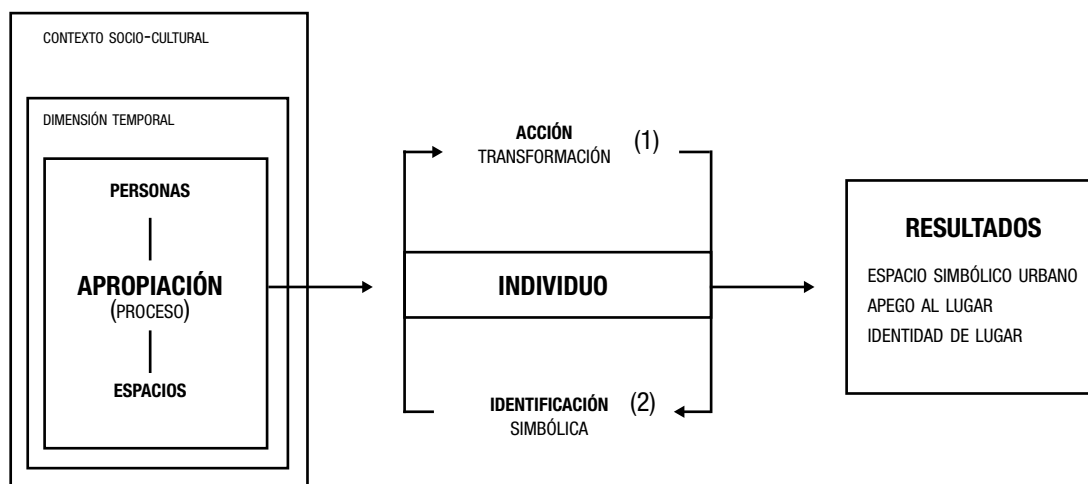 CONTEXTO SOCIO-CULTURAL
DIMENSIÓN TEMPORAL
PERSONAS
APROPIACIÓN
(PROCESO)
ESPACIOS
ACCIÓN (1)
TRANSFORMACIÓN
INDIVIDUO
IDENTIFICACIÓN (2)
SIMBÓLICA
RESULTADOS
ESPACIO SIMBÓLICO URBANO
APEGO AL LUGAR
IDENTIDAD DE LUGAR